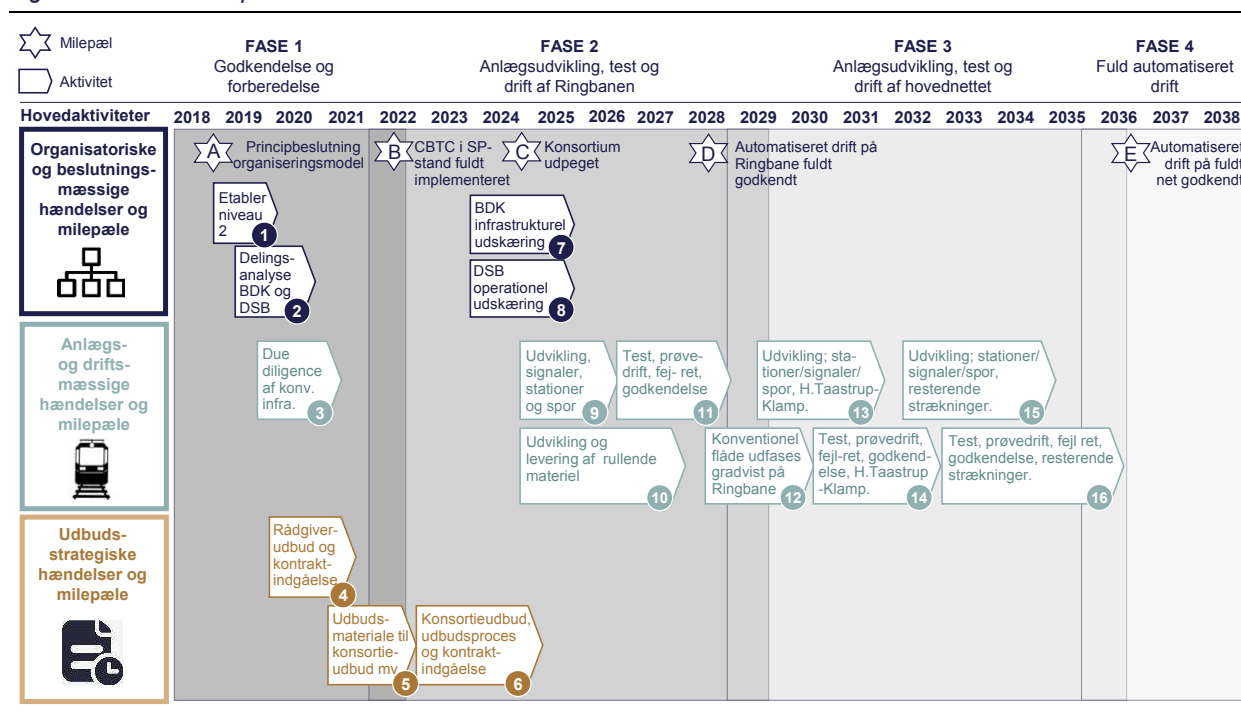 Milepæl
Aktivitet
FASE 1
Godkendelse og
forberedelse
FASE 2
Anlægsudvikling, test og
drift af Ringbanen
FASE 3
Anlægsudvikling, test og
drift af hovednettet
FASE 4
Fuld automatiseret
drift
Hovedaktiviteter
2018 2019 2020 2021 2022 2023 2024 2025 2026 2027 2028 2029 2030 2031 2032 2033 2034 2035 2036 2037 2038
Organisatoriske
og beslutnings-
mæssige
hændelser og
milepæle
A
Principbeslutning
organiseringsmodel
B
CBTC i SP-
stand fuldt
implementeret
C
Konsortium
udpeget
D
Automatiseret drift på
Ringbane fuldt
godkendt
E
Automatiseret
drift på fuldt
net godkendt
Etabler
niveau
2
1
Delings-
analyse
BDK og
DSB
2
BDK
infrastrukturel
udskæring
7
DSB
operationel
udskæring
8
Anlægs-
og drifts-
mæssige
hændelser og
milepæle
Due
diligence
af konv.
infra.
3
Udvikling,
signaler,
stationer
og spor
9
Test, prøve-
drift, fej- ret,
godkendelse
11
Udvikling; sta-
tioner/signaler/
spor, H.Taastrup-
Klamp.
13
Udvikling; stationer/
signaler/spor,
resterende
strækninger.
15
Udvikling og
levering af rullende
materiel
10
Konventionel
flåde udfases
gradvist på
Ringbane
12
Test, prøvedrift,
fejl-ret, godkend-
else, H.Taastrup
-Klamp.
14
Test, prøvedrift, fejl ret,
godkendelse, resterende
strækninger.
16
Udbuds-
strategiske
hændelser og
milepæle
Rådgiver-
udbud og
kontrakt-
indgåelse
4
Udbuds-
materiale til
konsortie-
udbud mv
5
Konsortieudbud,
udbudsproces
og kontrakt-
indgåelse
6